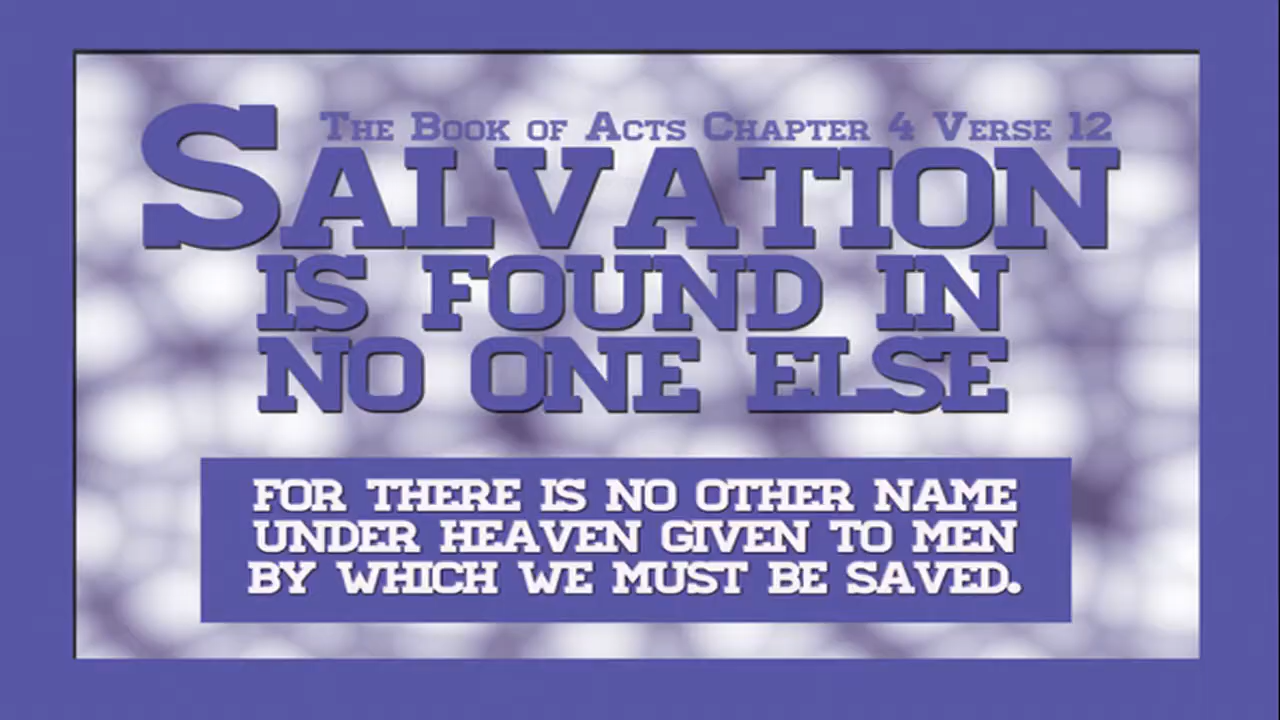 The Book of Acts Chapter 4 Verse 12
Salvation
is found in
no one else
for there is no other name
under heaven given to men
by which we must be saved.